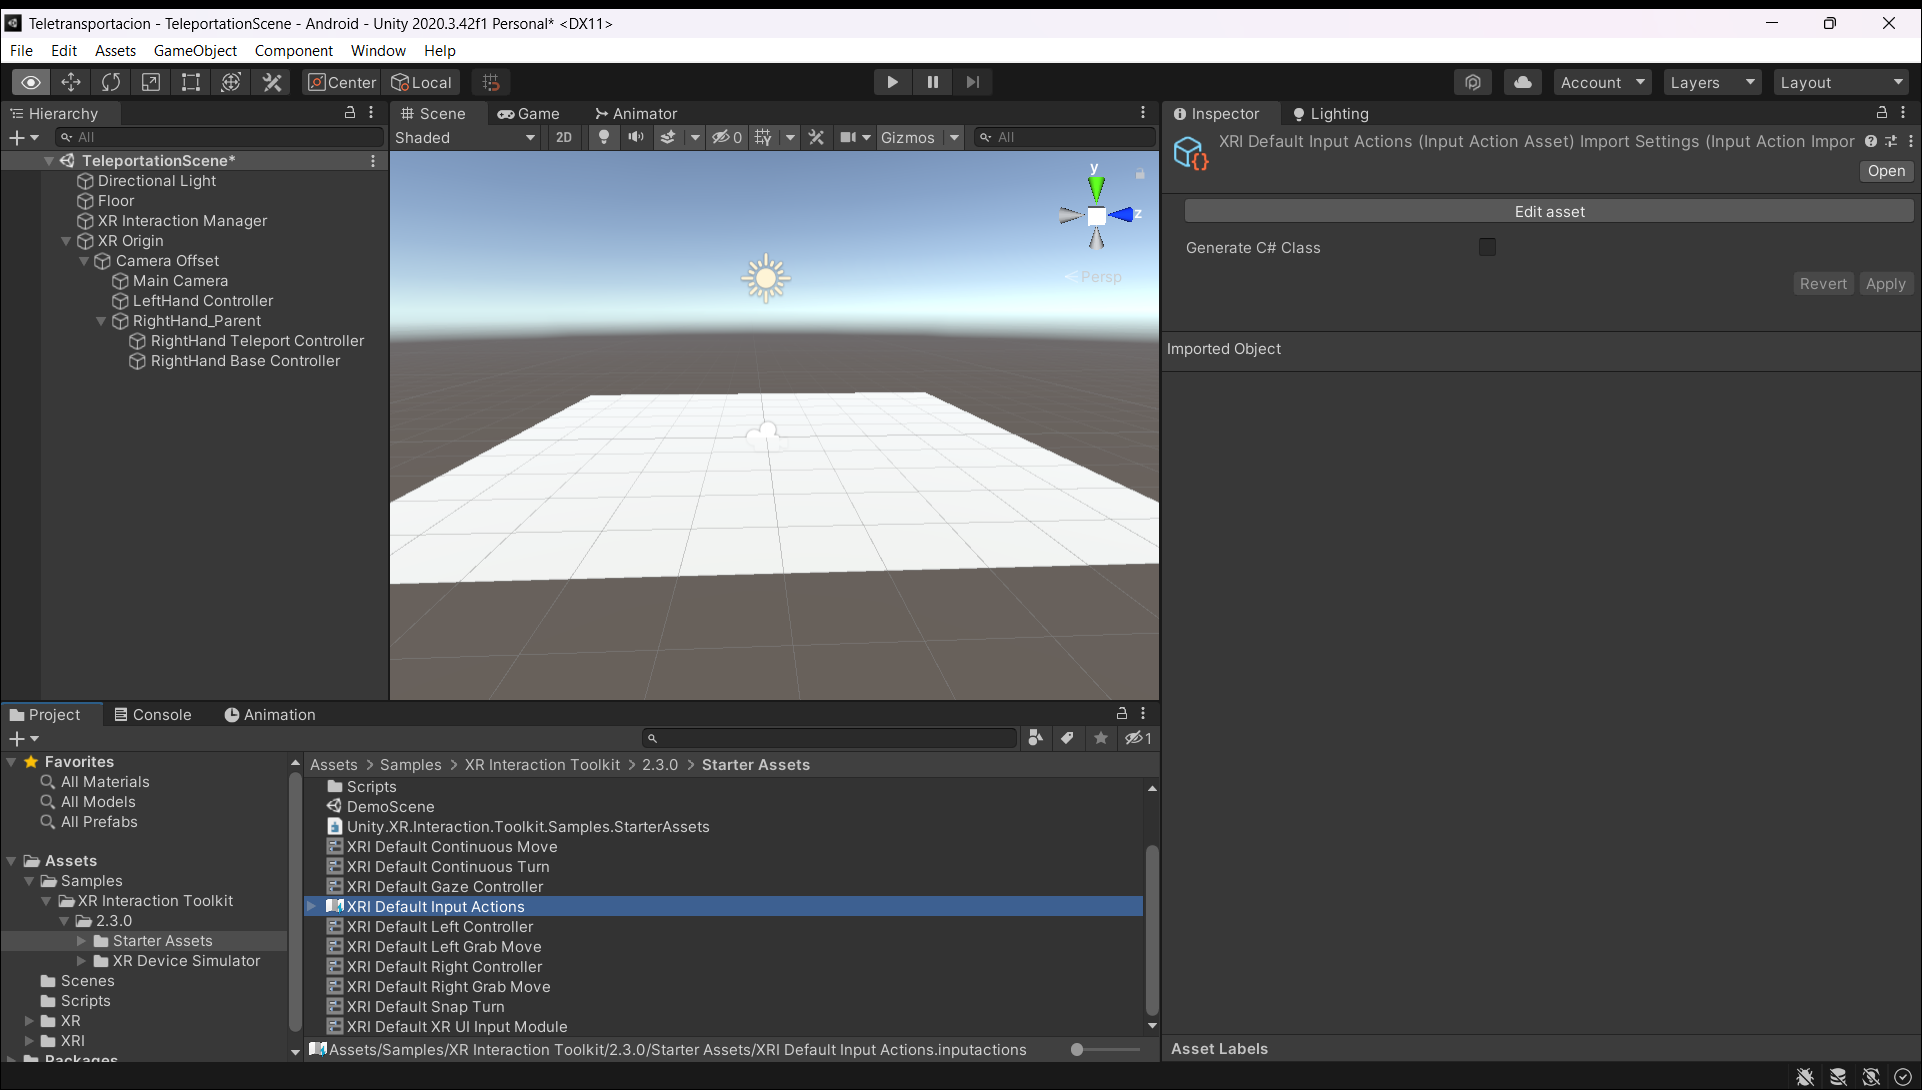 Teletransportacion - TeleportationScene - Android - Unity 2020.3.42f1 Personal* <DX11>
File Edit Assets GameObject Component Window Help
Center Local Account Layers Layout
Hierarchy
All
TeleportationScene*
Directional Light
Floor
XR Interaction Manager
XR Origin
Camera Offset
Main Camera
LeftHand Controller
RightHand_Parent
RightHand Teleport Controller
RightHand Base Controller
Scene Game Animator
Shaded 2D 0 Gizmos All
y
z
Persp
Inspector Lighting
XRI Default Input Actions (Input Action Asset) Import Settings (Input Action Impor
Open
Edit asset
Generate C# Class
Revert Apply
Imported Object
Asset Labels
Project Console Animation
1
Favorites
All Materials
All Models
All Prefabs
Assets
Samples
XR Interaction Toolkit
2.3.0
Starter Assets
XR Device Simulator
Scenes
Scripts
XR
XRI
Packages
Assets > Samples > XR Interaction Toolkit > 2.3.0 > Starter Assets
Scripts
DemoScene
Unity.XR.Interaction.Toolkit.Samples.StarterAssets
XRI Default Continuous Move
XRI Default Continuous Turn
XRI Default Gaze Controller
XRI Default Input Actions
XRI Default Left Controller
XRI Default Left Grab Move
XRI Default Right Controller
XRI Default Right Grab Move
XRI Default Snap Turn
XRI Default XR UI Input Module
Assets/Samples/XR Interaction Toolkit/2.3.0/Starter Assets/XRI Default Input Actions.inputactions